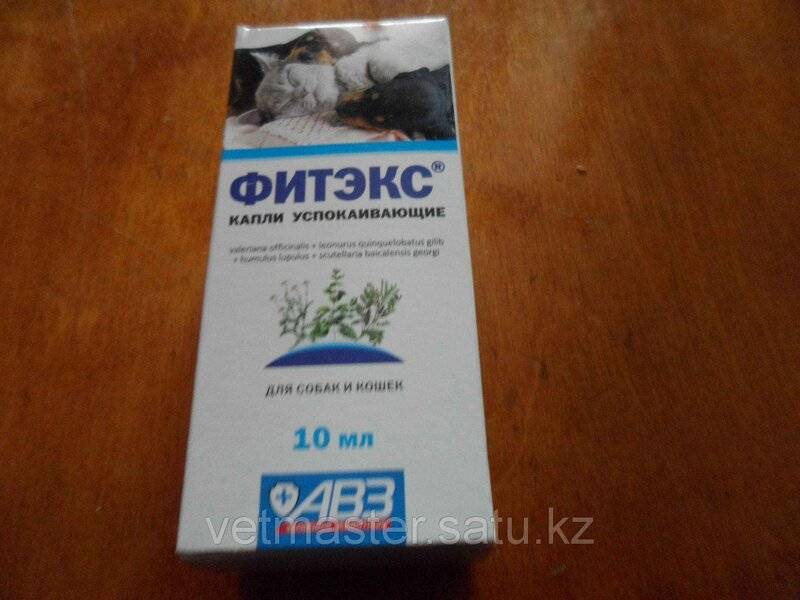 ФИТЭКС®
КАПЛИ УСПОКАИВАЮЩИЕ
valeriana officinalis + leonurus quinquelobatus gilib
+ humulus lupulus + scutellaria baicalensis georgi
ДЛЯ СОБАК И КОШЕК
10 мл
АВЗ
vetmaster.satu.kz